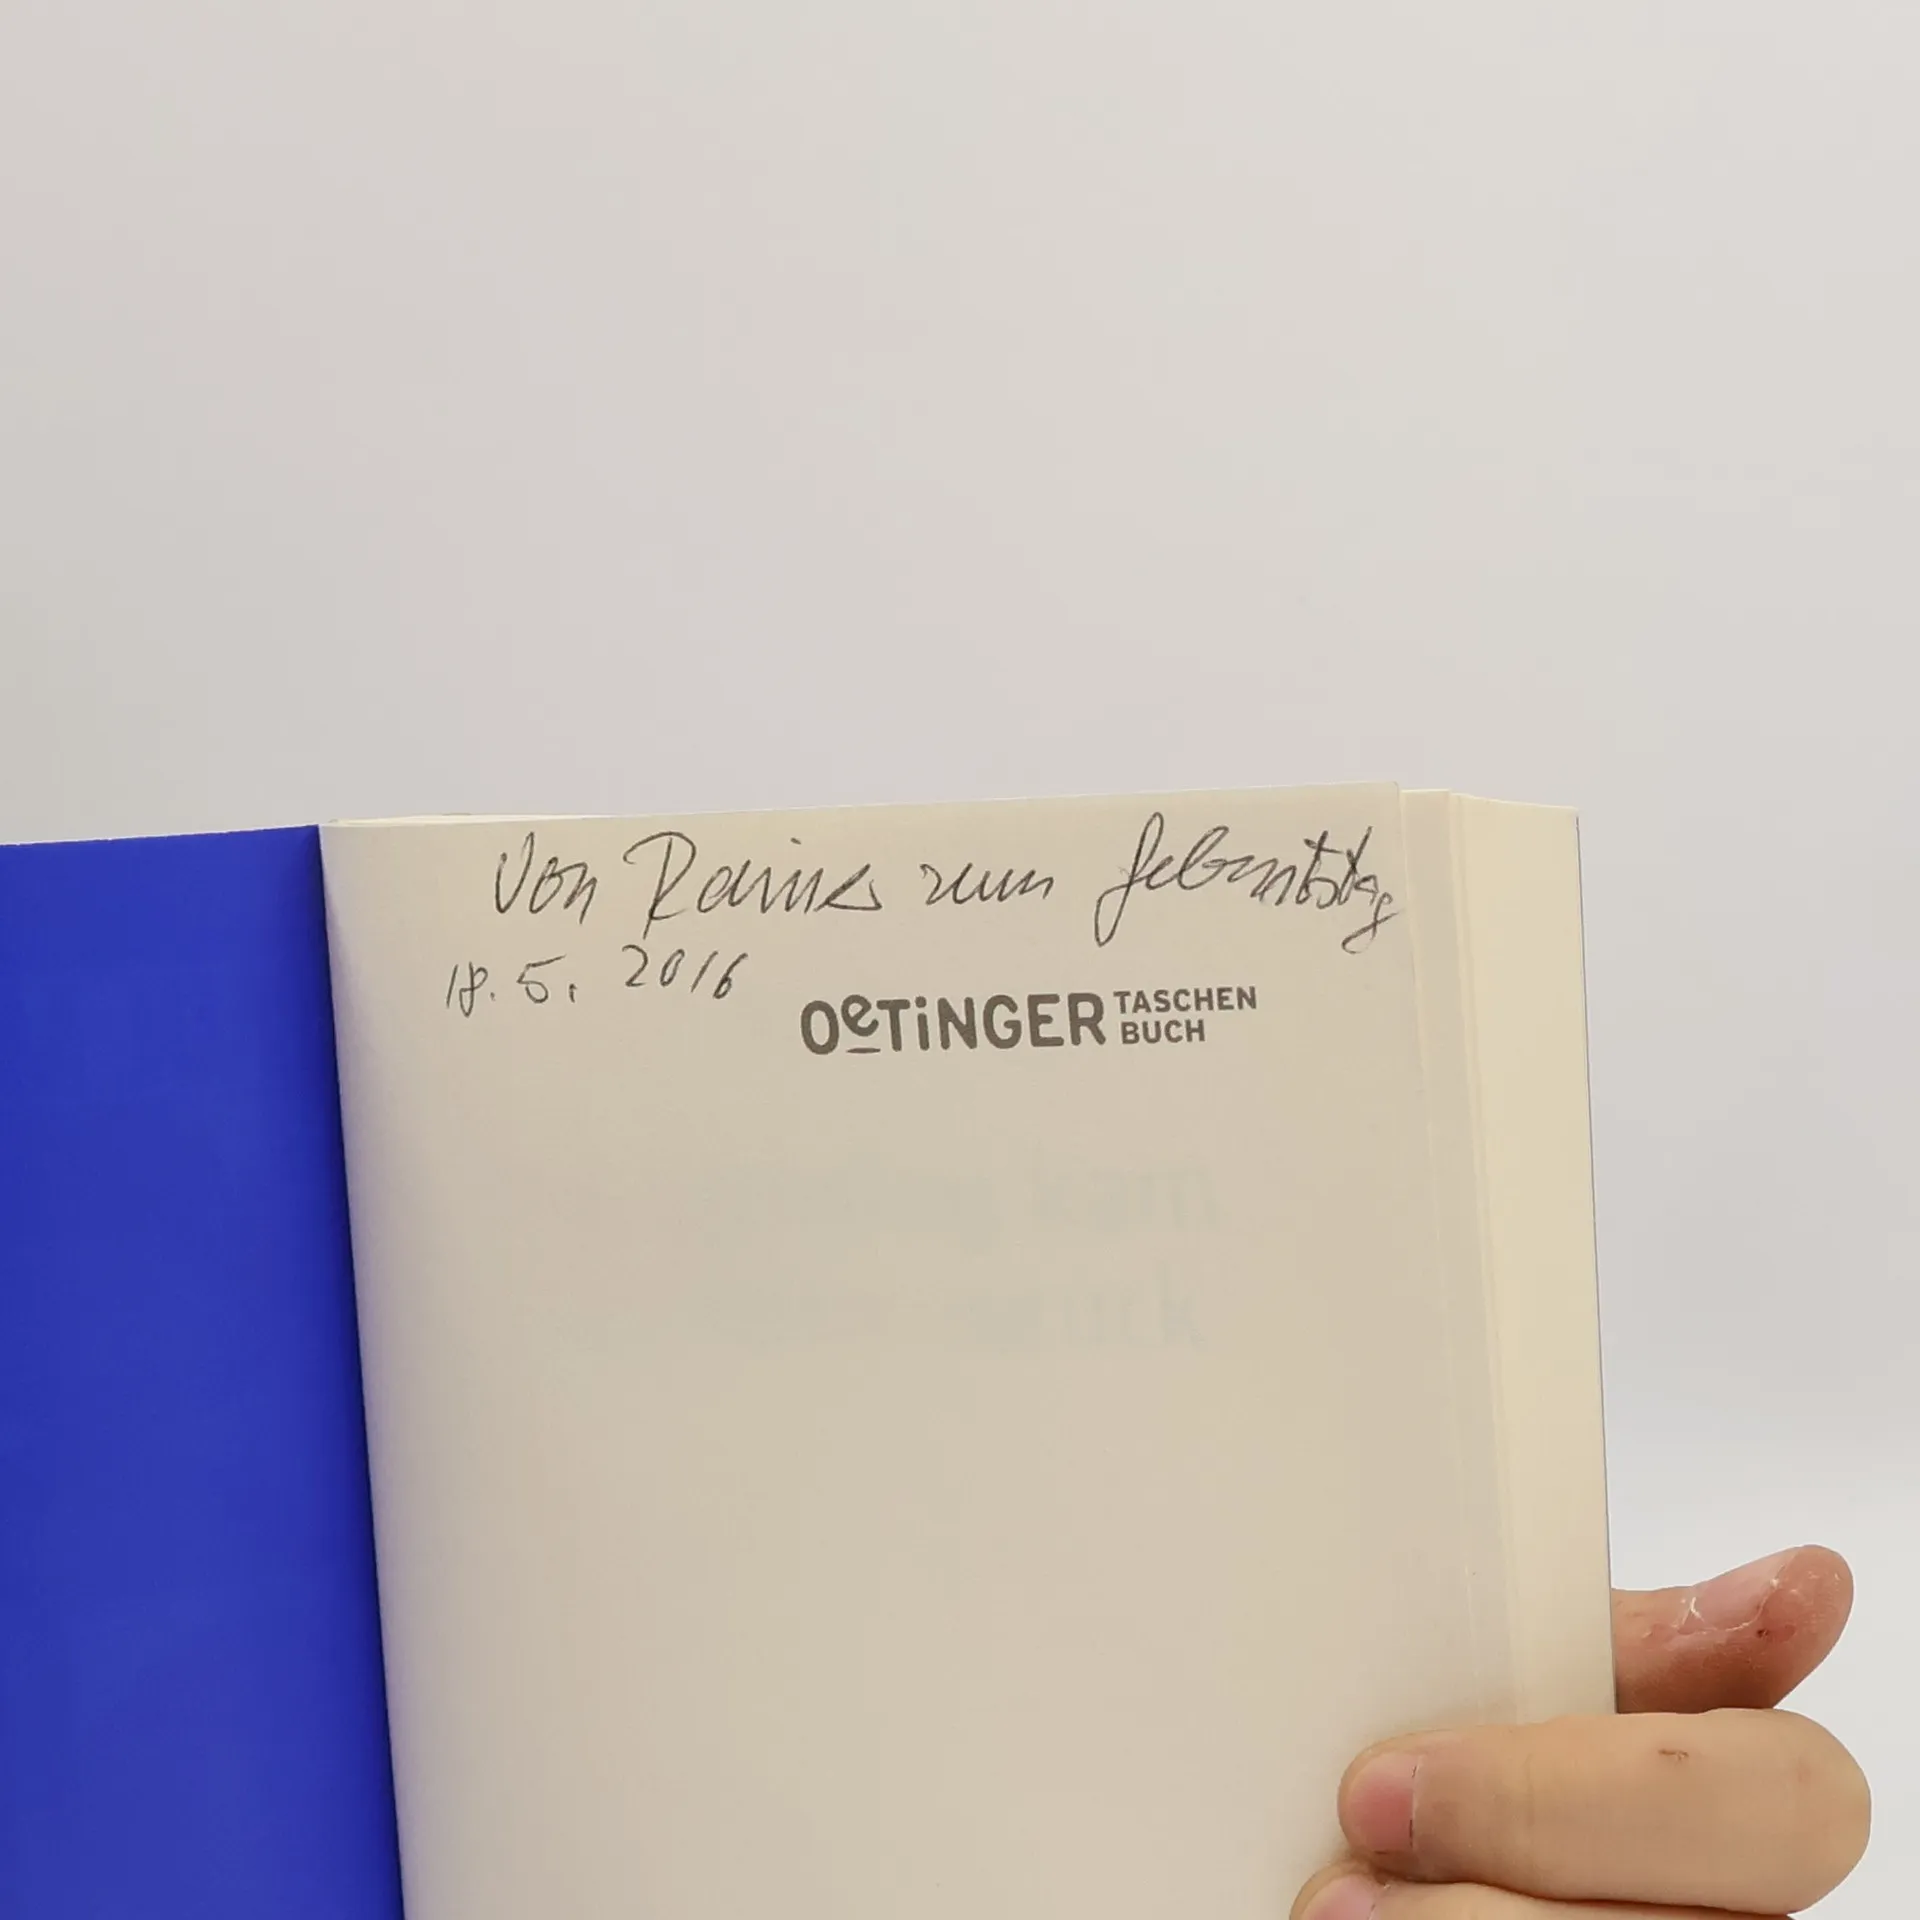 Von Rainer zum Geburtstag
18.5.2016
OETINGER TASCHEN
BUCH